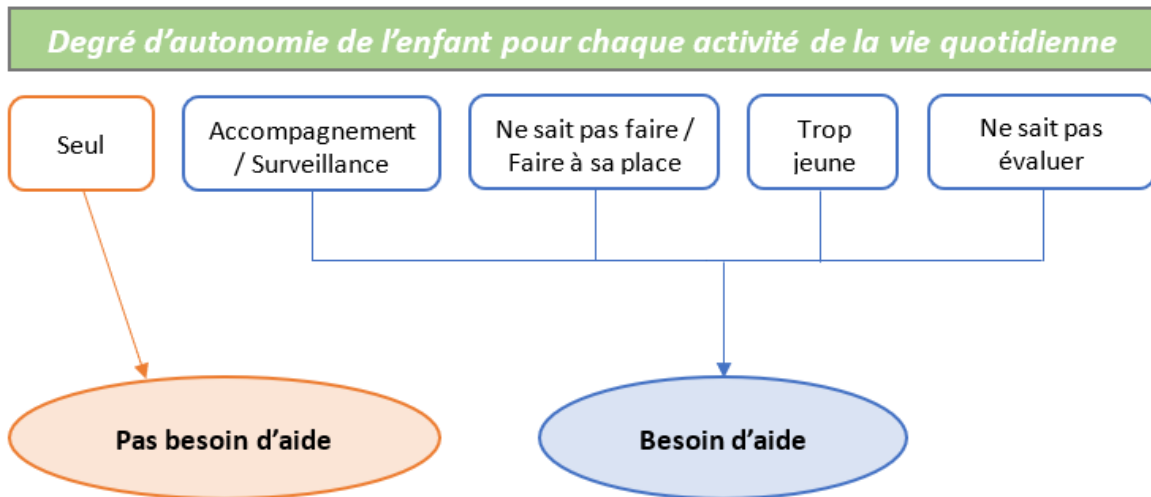 Degré d’autonomie de l’enfant pour chaque activité de la vie quotidienne
Seul
Accompagnement
/ Surveillance
Ne sait pas faire /
Faire à sa place
Trop
jeune
Ne sait pas
évaluer
Pas besoin d’aide
Besoin d’aide